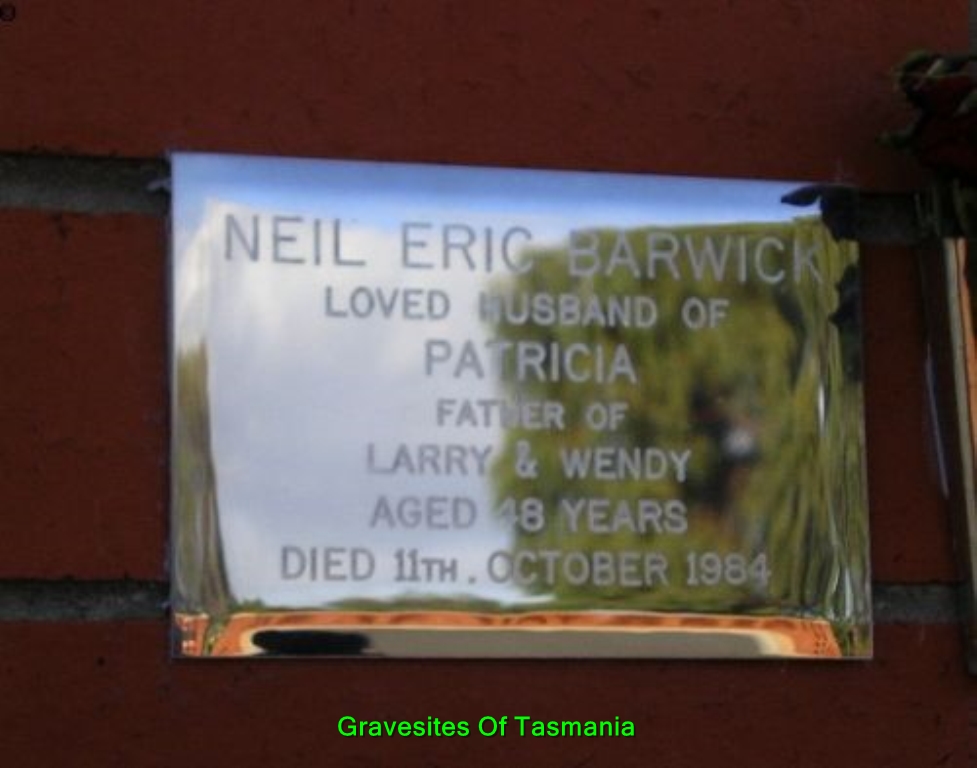 ©
NEIL ERIC BARWICK
LOVED HUSBAND OF
PATRICIA
FATHER OF
LARRY & WENDY
AGED 48 YEARS
DIED 11TH. OCTOBER 1984
Gravesites Of Tasmania